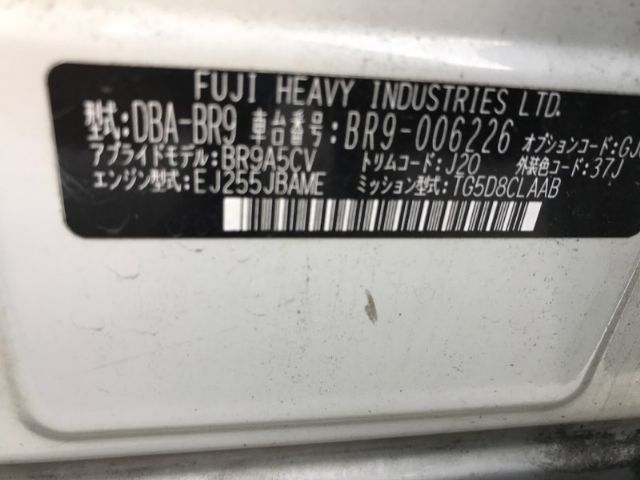 FUJI HEAVY INDUSTRIES LTD.
型式:DBA-BR9 車台番号:BR9-006226 オプションコード:GJ
アプライドモデル:BR9A5CV トリムコード:J20 外装色コード:37J
エンジン型式:EJ255JBAME ミッション型式:TG5D8CLAAB